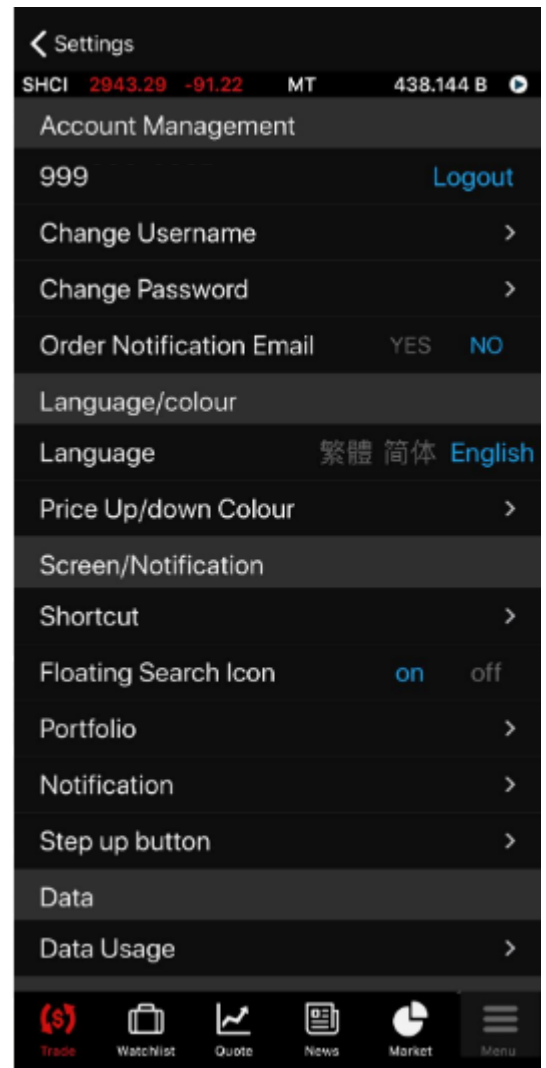 Settings
SHCI 2943.29 -91.22 MT 438.144 B
Account Management
999 Logout
Change Username
Change Password
Order Notification Email YES NO
Language/colour
Language 繁體 简体 English
Price Up/down Colour
Screen/Notification
Shortcut
Floating Search Icon on off
Portfolio
Notification
Step up button
Data
Data Usage
Trade Watchlist Quote News Market Menu